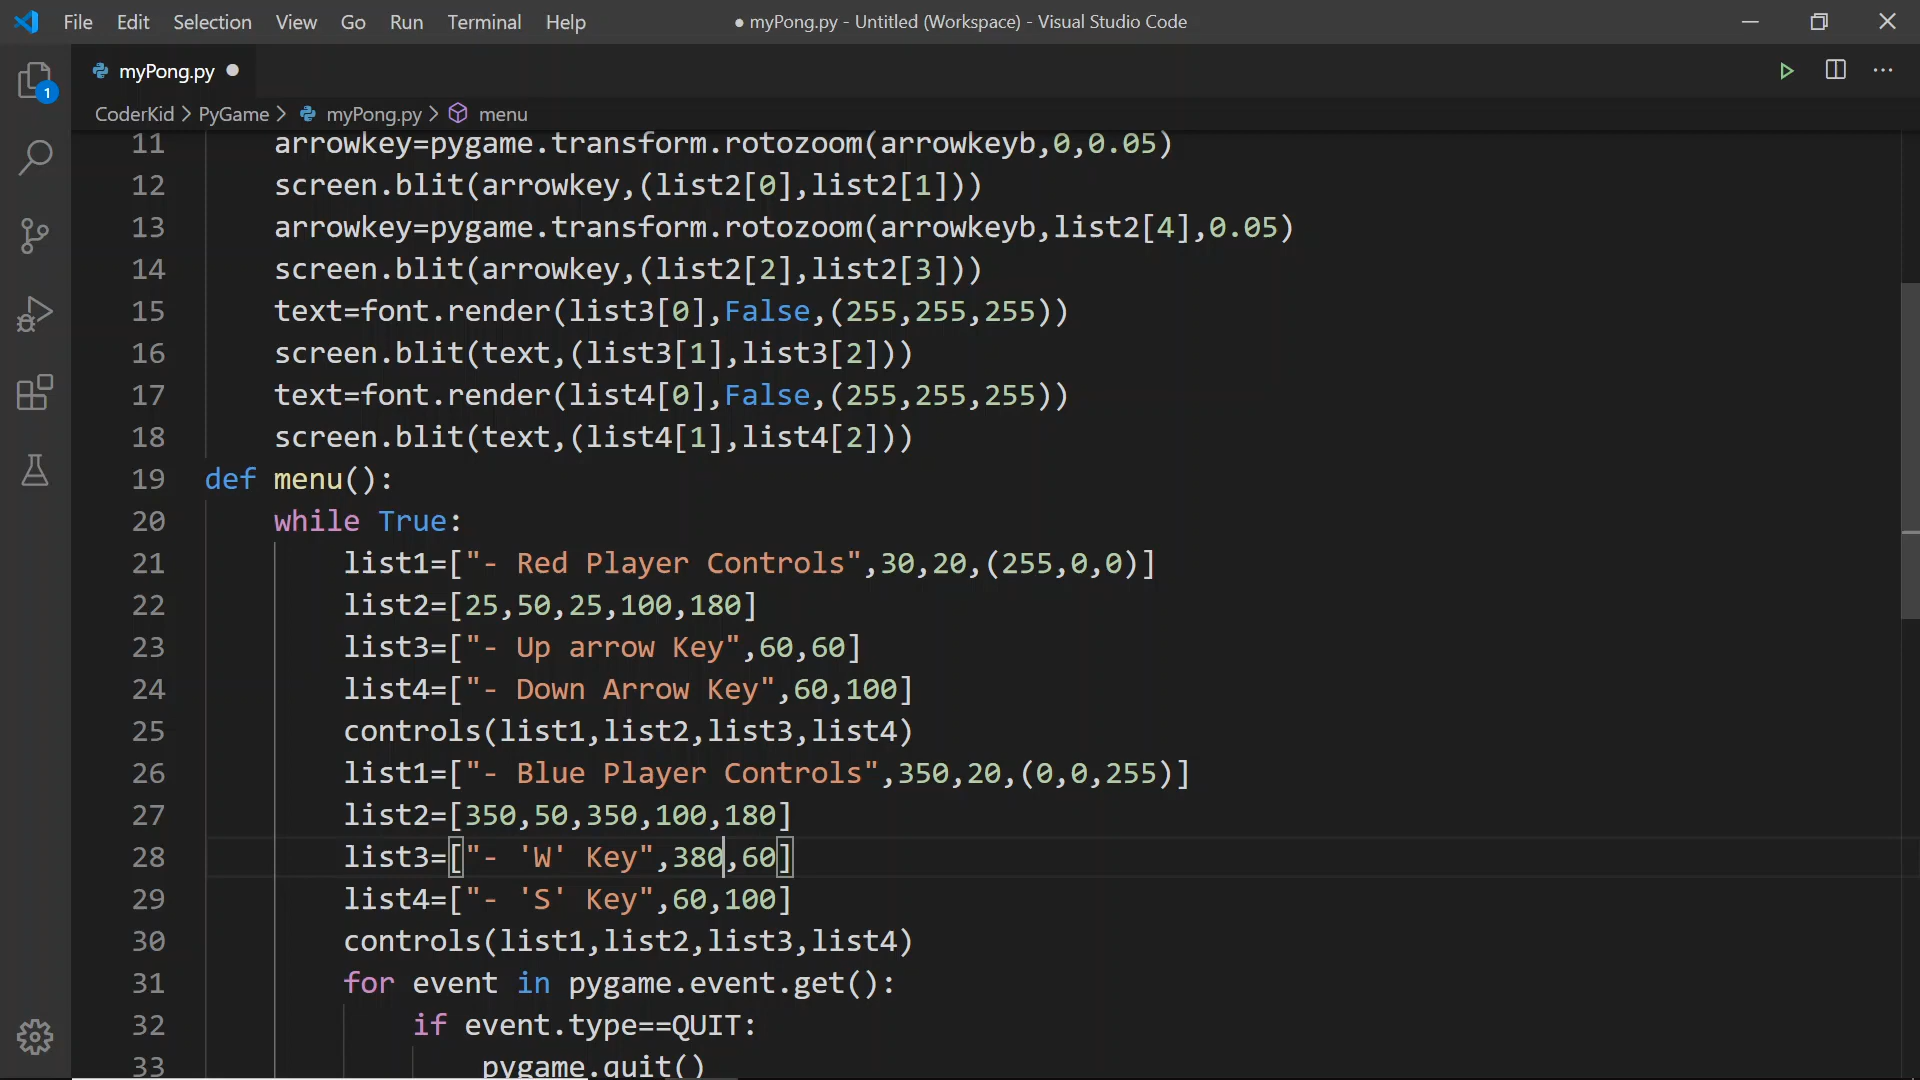 File Edit Selection View Go Run Terminal Help ● myPong.py - Untitled (Workspace) - Visual Studio Code
myPong.py ●
1
CoderKid > PyGame > myPong.py > menu
11 arrowkey=pygame.transform.rotozoom(arrowkeyb,0,0.05)
12 screen.blit(arrowkey,(list2[0],list2[1]))
13 arrowkey=pygame.transform.rotozoom(arrowkeyb,list2[4],0.05)
14 screen.blit(arrowkey,(list2[2],list2[3]))
15 text=font.render(list3[0],False,(255,255,255))
16 screen.blit(text,(list3[1],list3[2]))
17 text=font.render(list4[0],False,(255,255,255))
18 screen.blit(text,(list4[1],list4[2]))
19 def menu():
20 while True:
21 list1=["- Red Player Controls",30,20,(255,0,0)]
22 list2=[25,50,25,100,180]
23 list3=["- Up arrow Key",60,60]
24 list4=["- Down Arrow Key",60,100]
25 controls(list1,list2,list3,list4)
26 list1=["- Blue Player Controls",350,20,(0,0,255)]
27 list2=[350,50,350,100,180]
28 list3=["- 'W' Key",380,60]
29 list4=["- 'S' Key",60,100]
30 controls(list1,list2,list3,list4)
31 for event in pygame.event.get():
32 if event.type==QUIT:
33 pygame.quit()